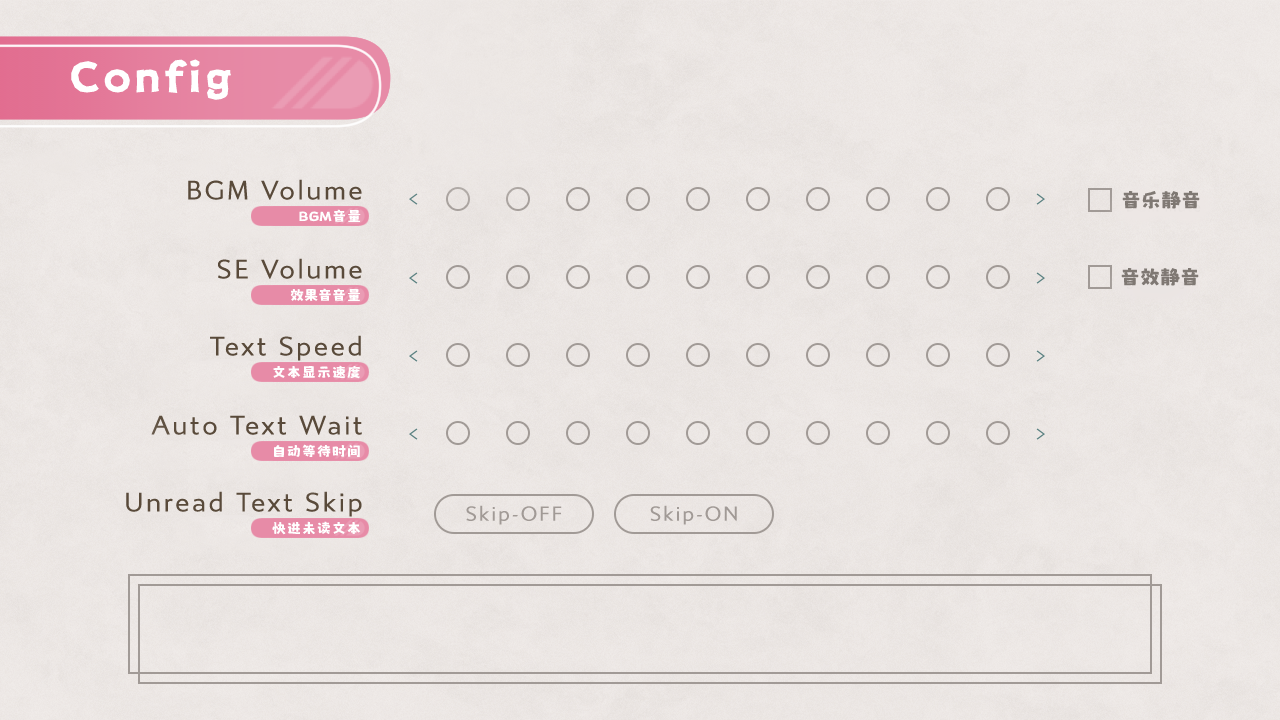 Config
BGM Volume
BGM音量
< >
音乐静音
SE Volume
效果音音量
< >
音效静音
Text Speed
文本显示速度
< >
Auto Text Wait
自动等待时间
< >
Unread Text Skip
快进未读文本
Skip-OFF
Skip-ON